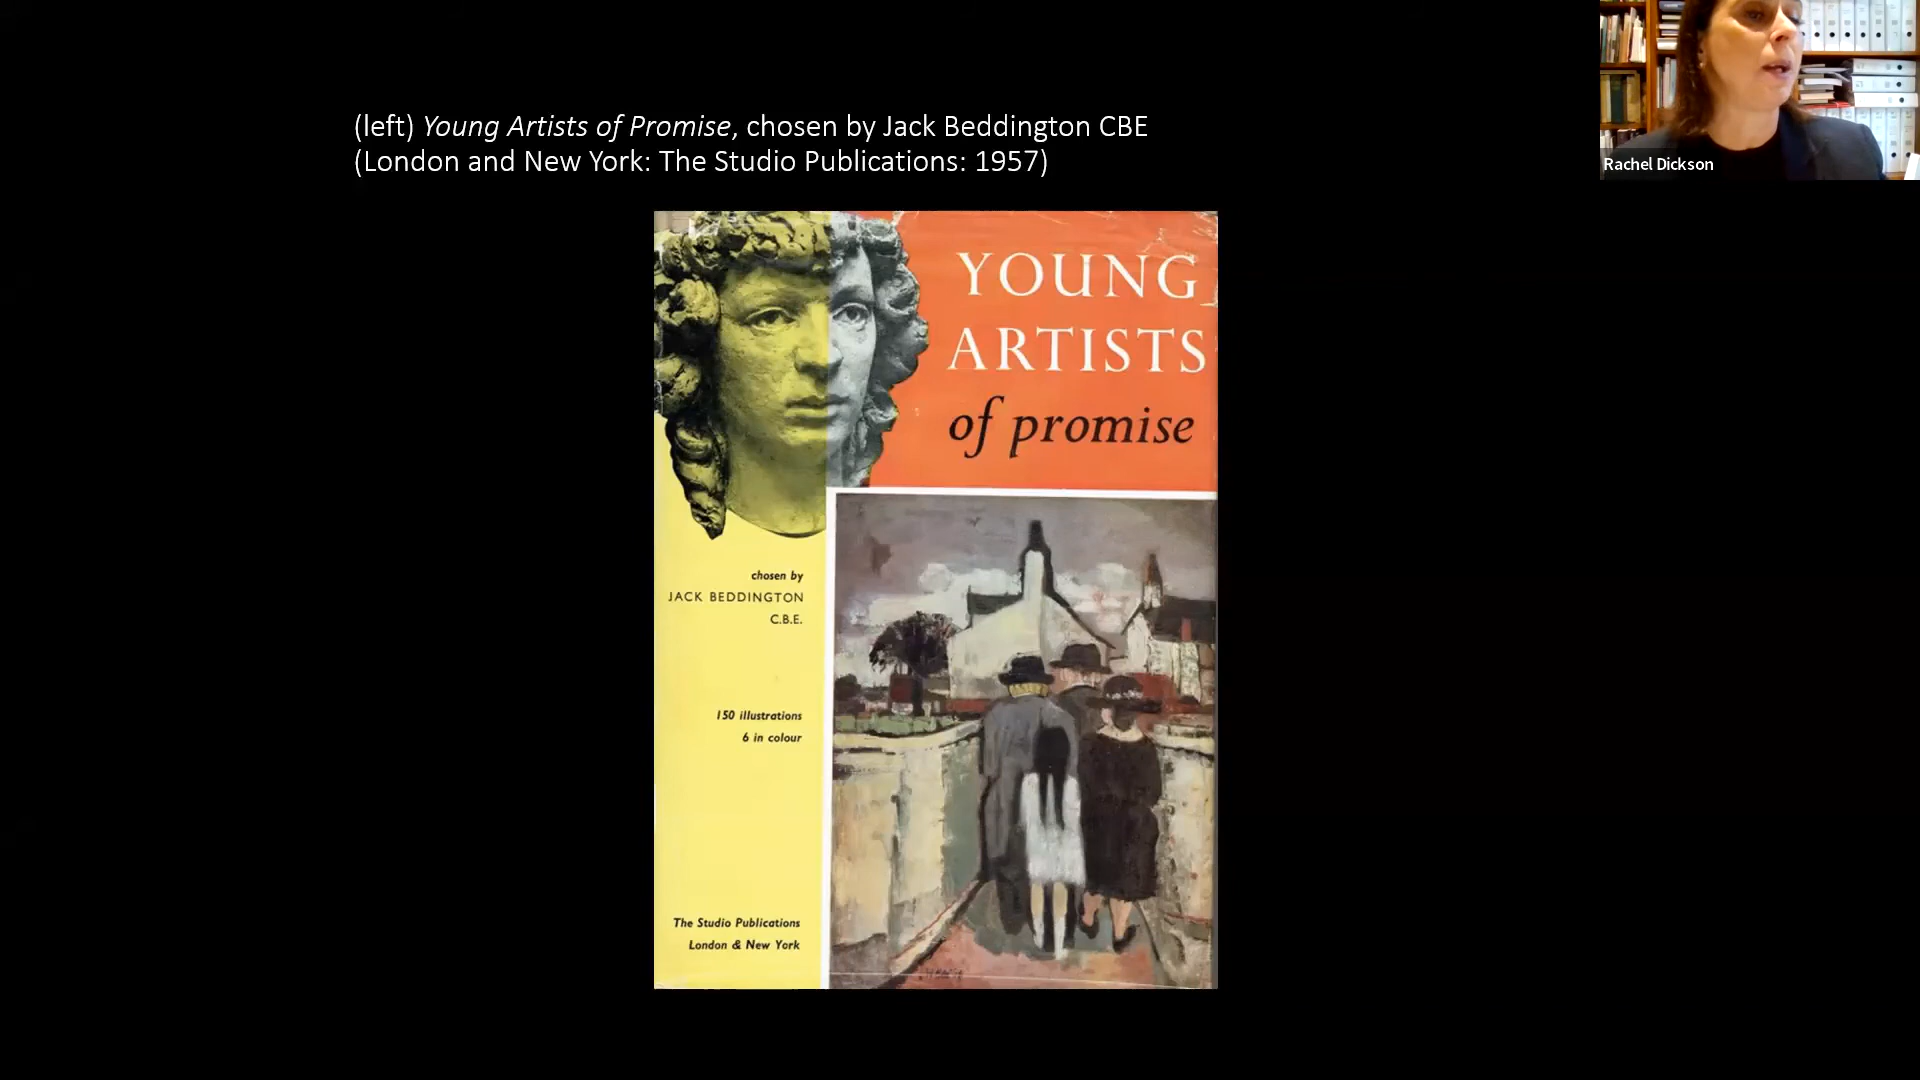 (left) Young Artists of Promise, chosen by Jack Beddington CBE
(London and New York: The Studio Publications: 1957)
Rachel Dickson
YOUNG
ARTISTS
of promise
chosen by
JACK BEDDINGTON
C.B.E.
150 illustrations
6 in colour
The Studio Publications
London & New York